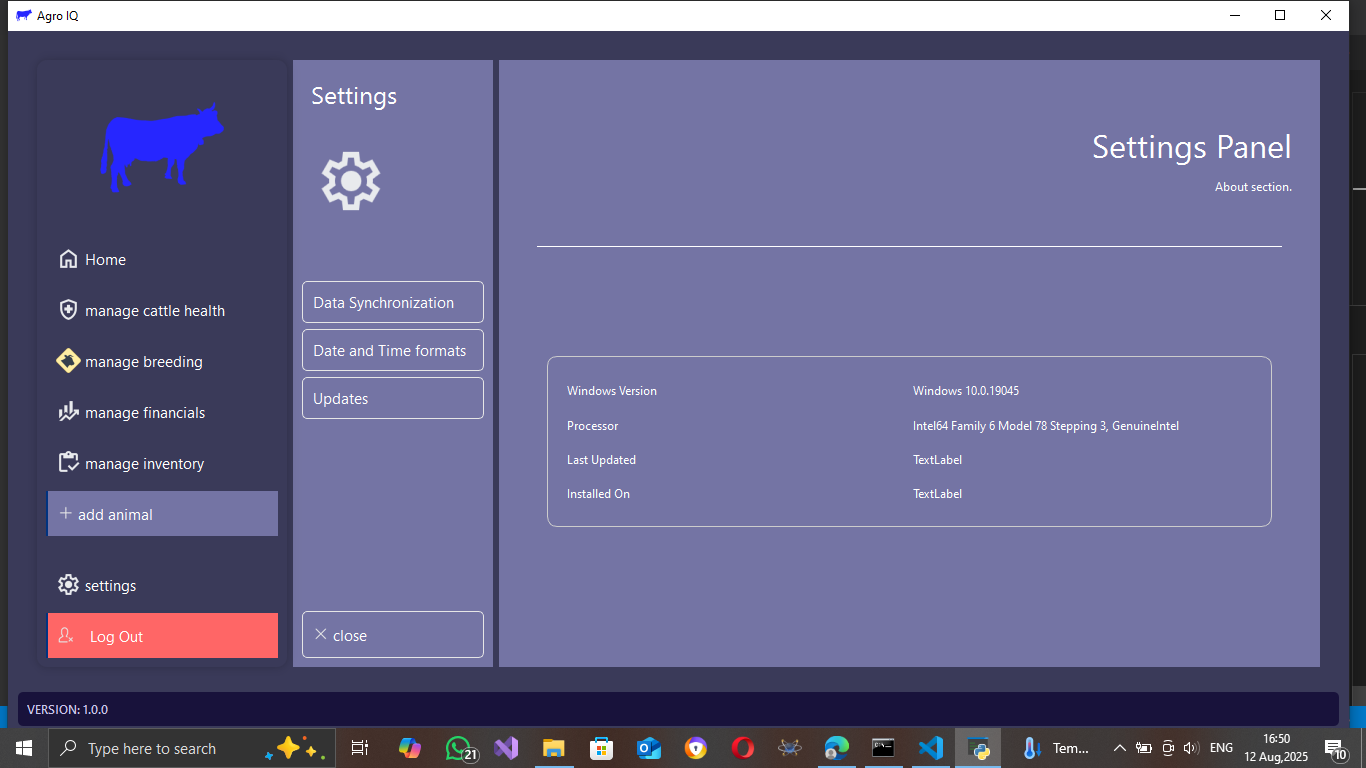 Agro IQ
Settings
Settings Panel
About section.
Home
manage cattle health
manage breeding
manage financials
manage inventory
add animal
settings
Log Out
Data Synchronization
Date and Time formats
Updates
close
Windows Version
Windows 10.0.19045
Processor
Intel64 Family 6 Model 78 Stepping 3, GenuineIntel
Last Updated
TextLabel
Installed On
TextLabel
VERSION: 1.0.0
Type here to search
21
Tem...
ENG
16:50
12 Aug,2025
10